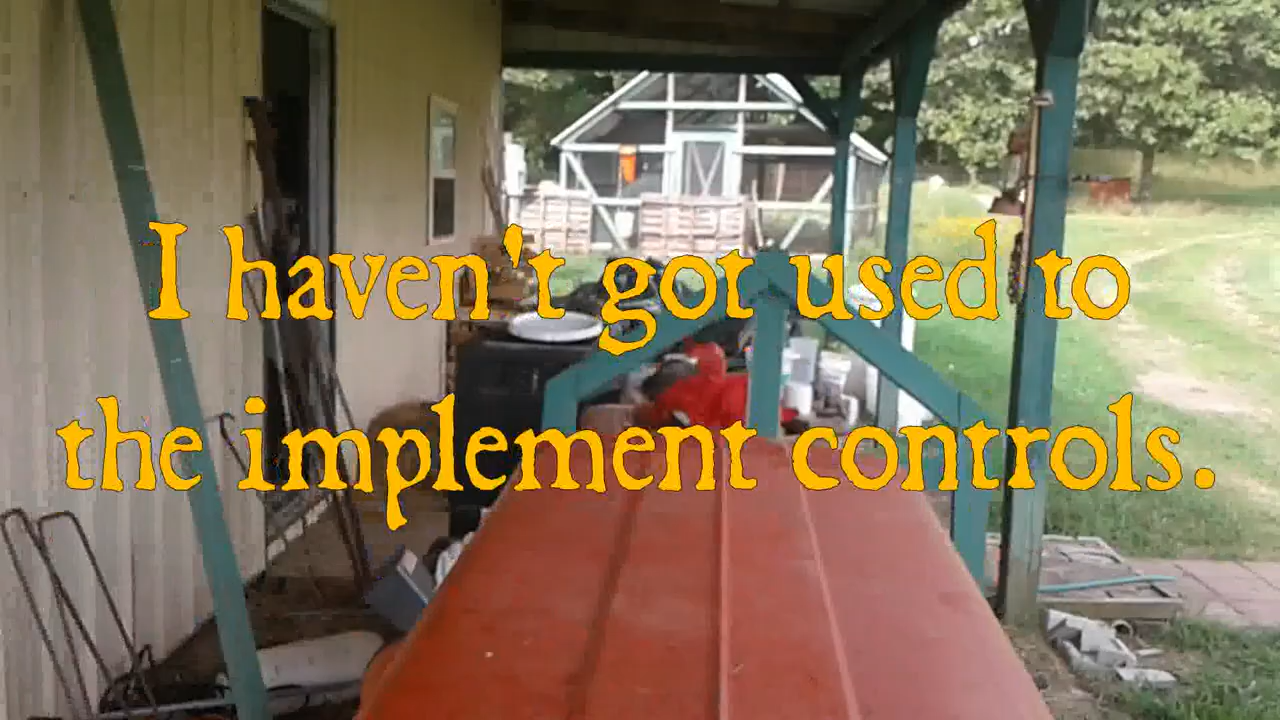 I haven't got used to
the implement controls.